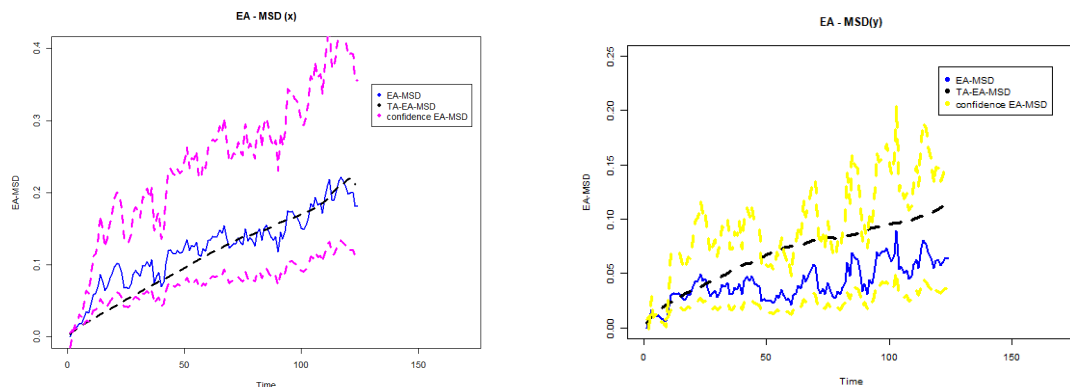 EA - MSD (x)
EA-MSD
0.0
0.1
0.2
0.3
0.4
EA-MSD
TA-EA-MSD
confidence EA-MSD
0
50
100
150
Time
EA - MSD(y)
EA-MSD
0.00
0.05
0.10
0.15
0.20
0.25
EA-MSD
TA-EA-MSD
confidence EA-MSD
0
50
100
150
Time